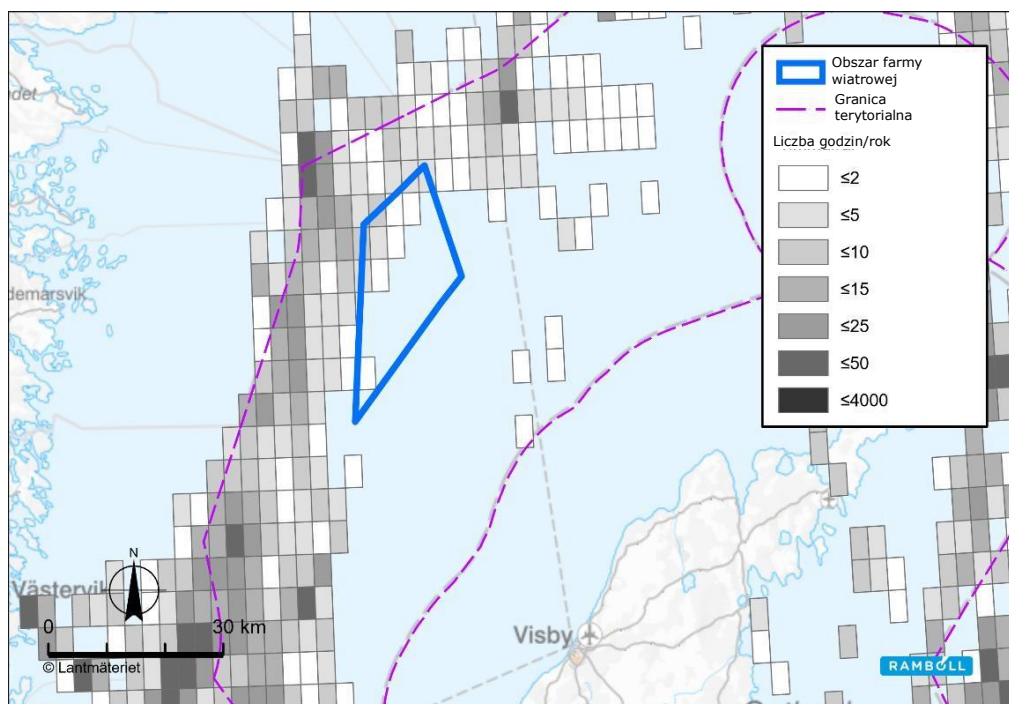 Obszar farmy
wiatrowej
Granica
terytorialna
Liczba godzin/rok
≤2
≤5
≤10
≤15
≤25
≤50
≤4000
demarsvik
N
Västervik
0 30 km
© Lantmäteriet
Visby
RAMBOLL